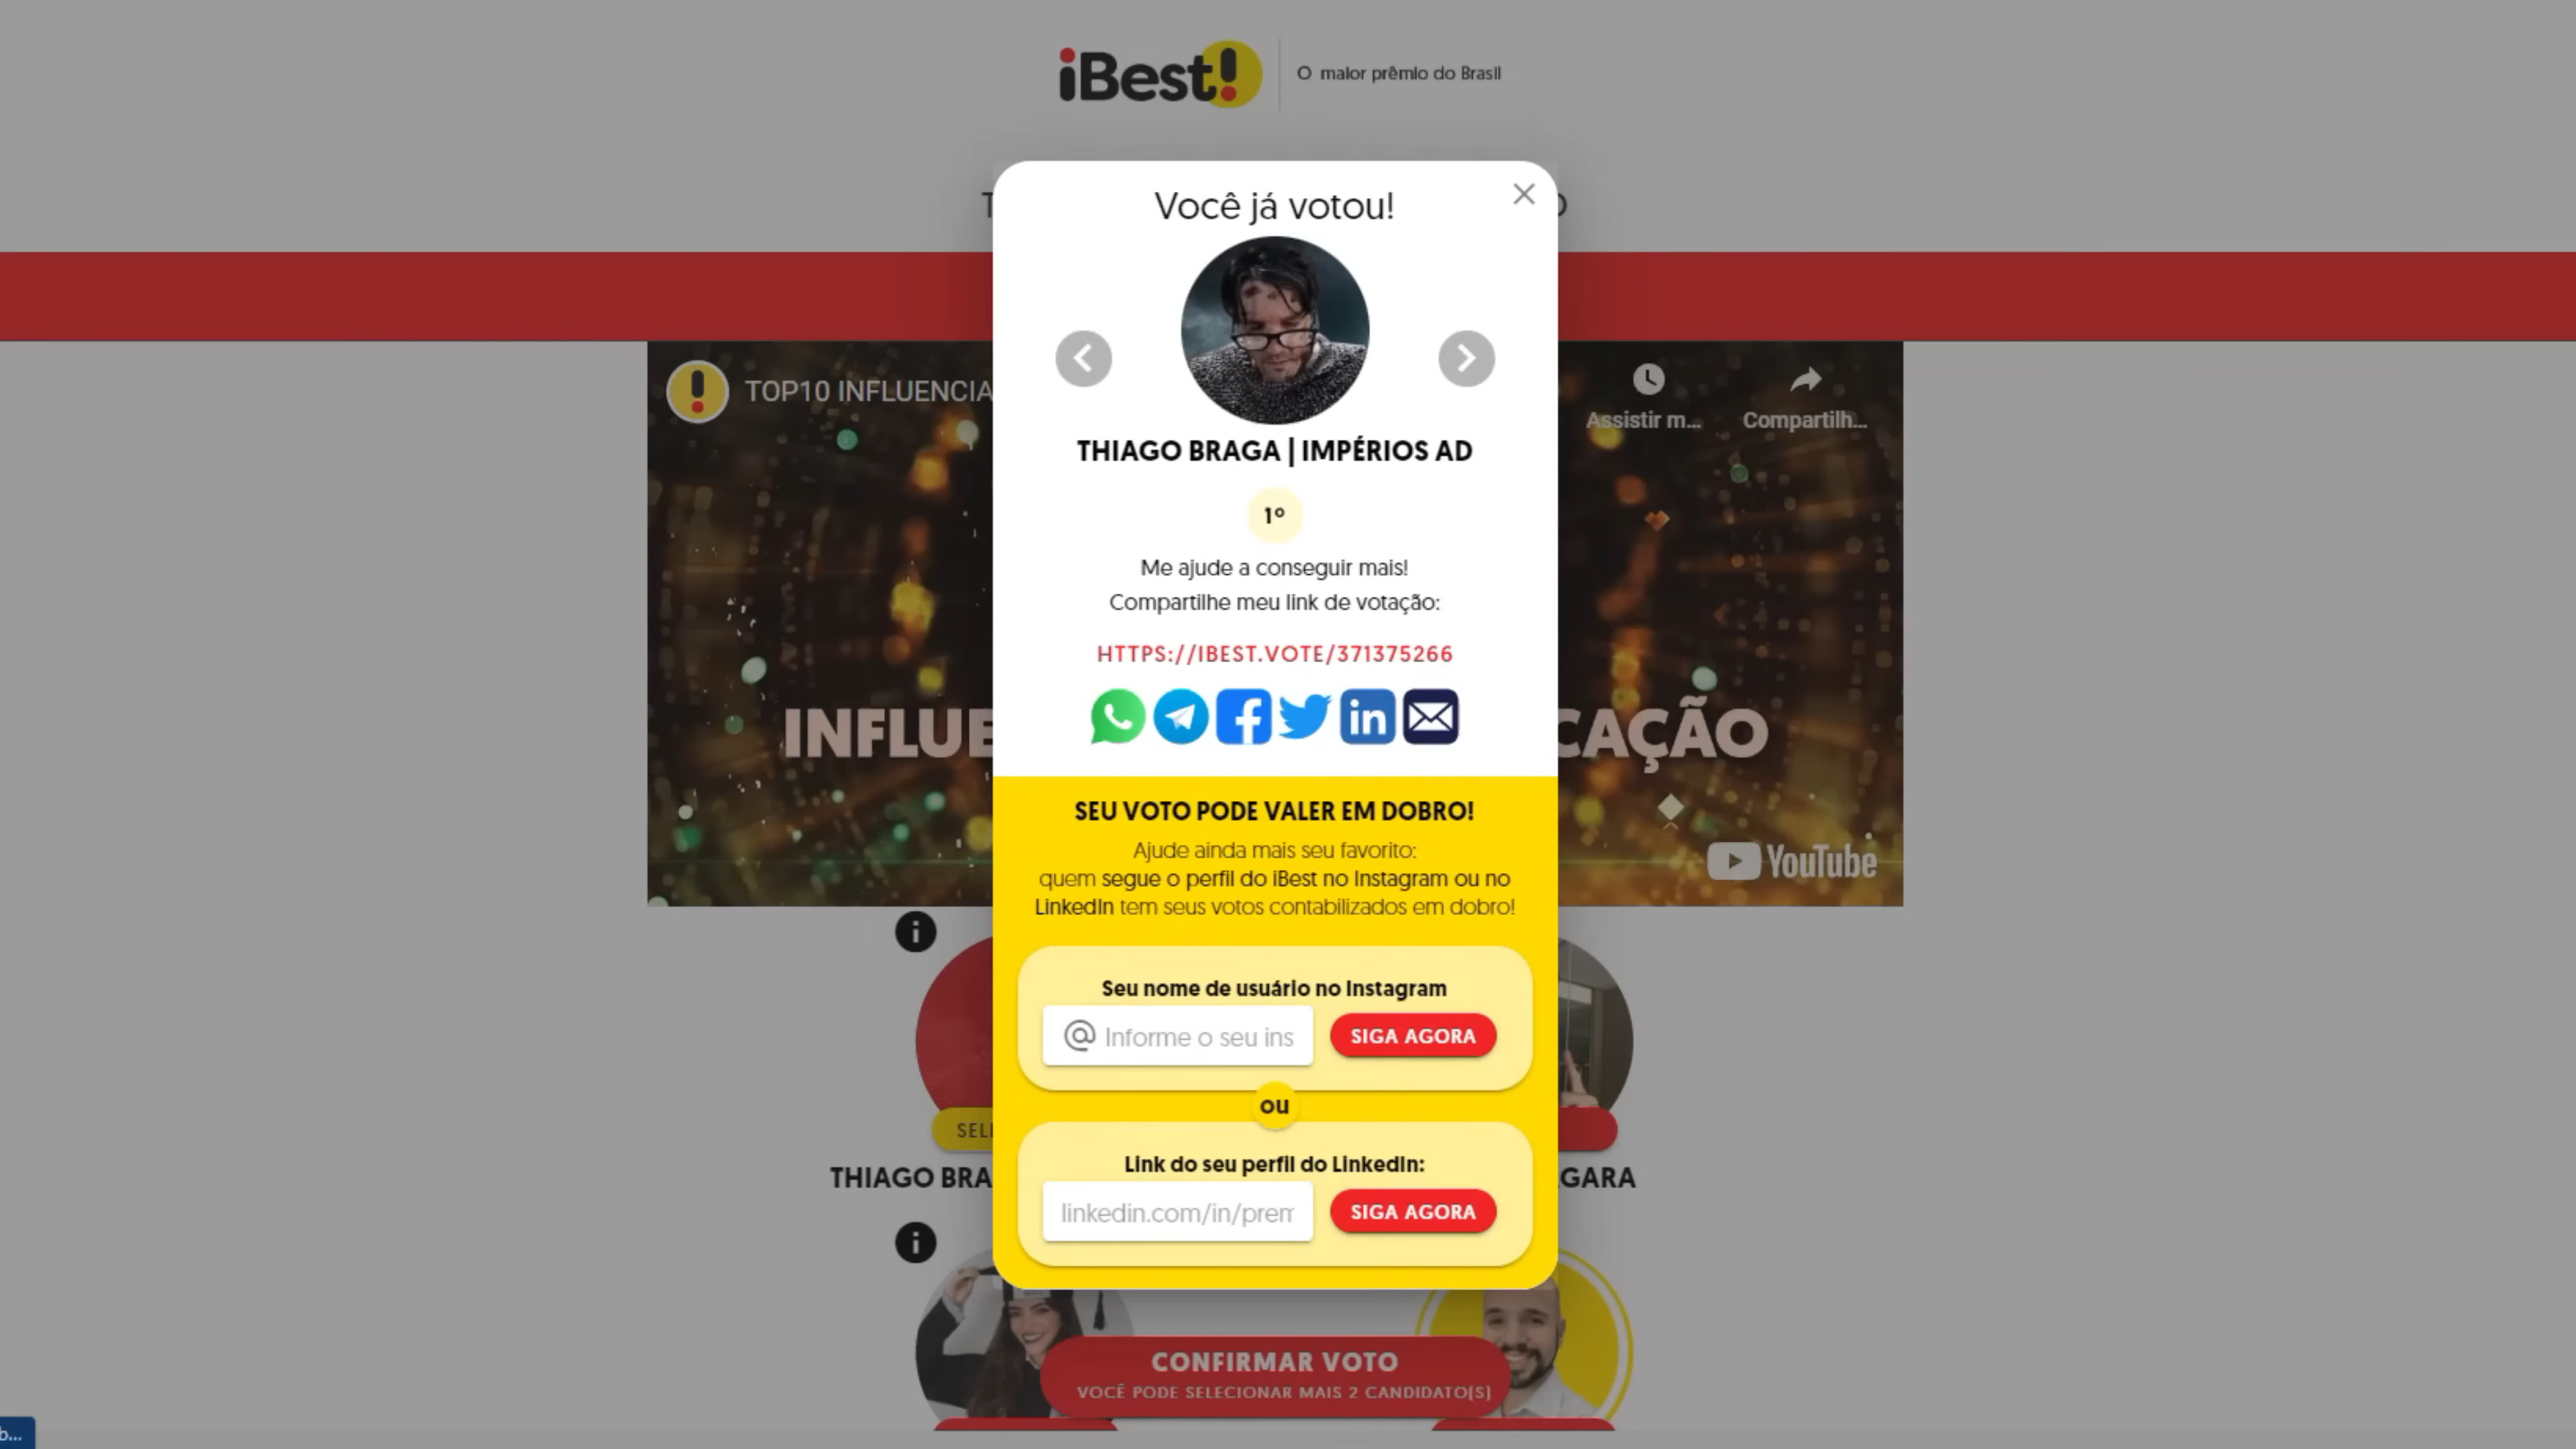 iBest!
O maior prêmio do Brasil
Você já votou!
TOP10 INFLUENCIA
Assistir m...
Compartilh...
THIAGO BRAGA | IMPÉRIOS AD
1º
Me ajude a conseguir mais!
Compartilhe meu link de votação:
HTTPS://IBEST.VOTE/371375266
INFLUE
CAÇÃO
SEU VOTO PODE VALER EM DOBRO!
Ajude ainda mais seu favorito:
quem segue o perfil do iBest no Instagram ou no
LinkedIn tem seus votos contabilizados em dobro!
YouTube
Seu nome de usuário no Instagram
@ Informe o seu ins
SIGA AGORA
ou
SELE
Link do seu perfil do LinkedIn:
THIAGO BRA
GARA
linkedin.com/in/prem
SIGA AGORA
CONFIRMAR VOTO
VOCÊ PODE SELECIONAR MAIS 2 CANDIDATO(S)